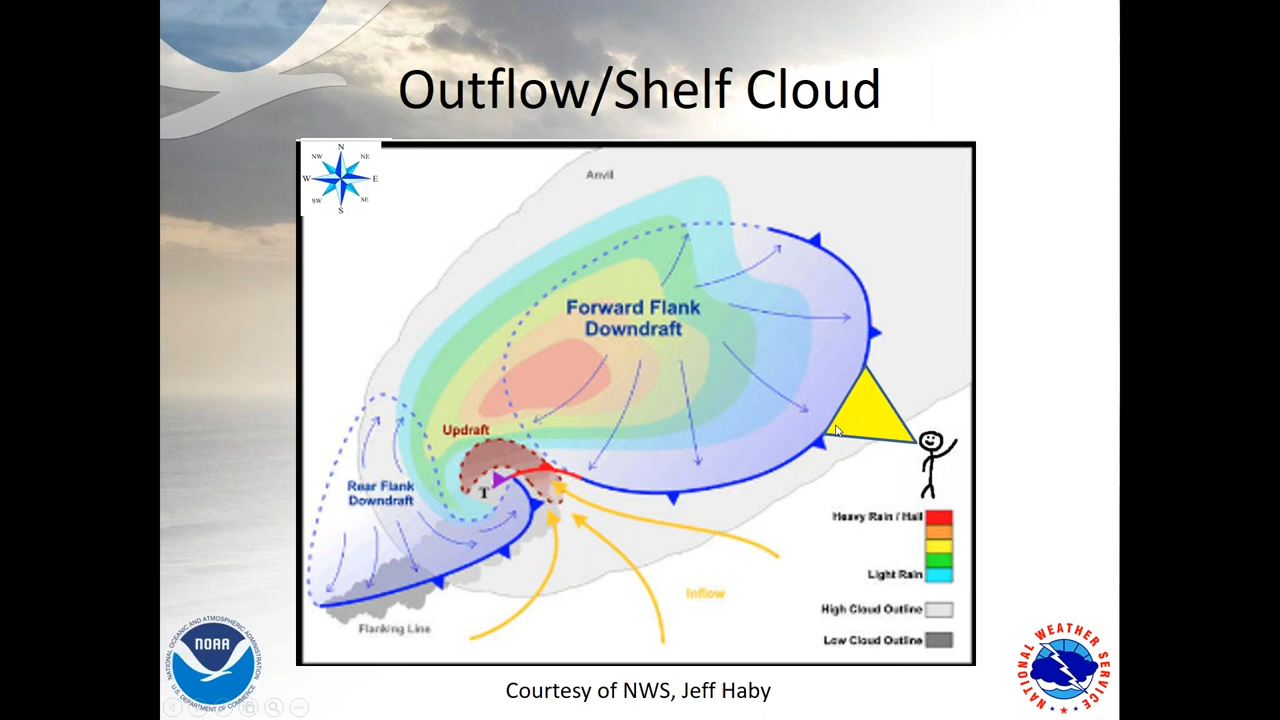 Outflow/Shelf Cloud
N
NW
NE
W
E
SW
SE
S
Anvil
Forward Flank
Downdraft
Updraft
Rear Flank
Downdraft
T
Heavy Rain / Hail
Light Rain
Inflow
High Cloud Outline
Flanking Line
Low Cloud Outline
NATIONAL OCEANIC AND ATMOSPHERIC ADMINISTRATION
NOAA
U.S. DEPARTMENT OF COMMERCE
NATIONAL WEATHER SERVICE
Courtesy of NWS, Jeff Haby